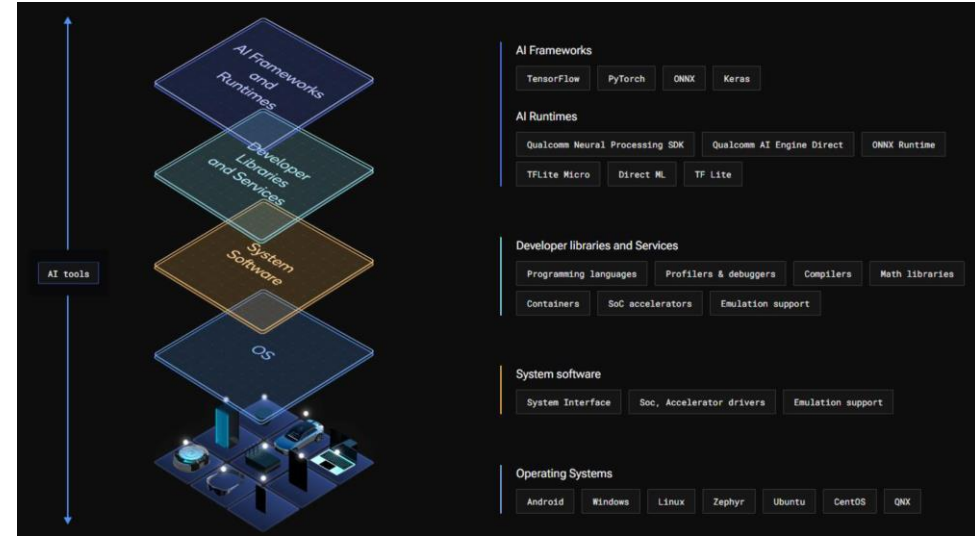 AI tools
AI Frameworks
and
Runtimes
Developer
Libraries
and Services
System
Software
OS
AI Frameworks
TensorFlow PyTorch ONNX Keras
AI Runtimes
Qualcomm Neural Processing SDK Qualcomm AI Engine Direct ONNX Runtime
TFLite Micro Direct ML TF Lite
Developer libraries and Services
Programming languages Profilers & debuggers Compilers Math libraries
Containers SoC accelerators Emulation support
System software
System Interface Soc, Accelerator drivers Emulation support
Operating Systems
Android Windows Linux Zephyr Ubuntu CentOS QNX